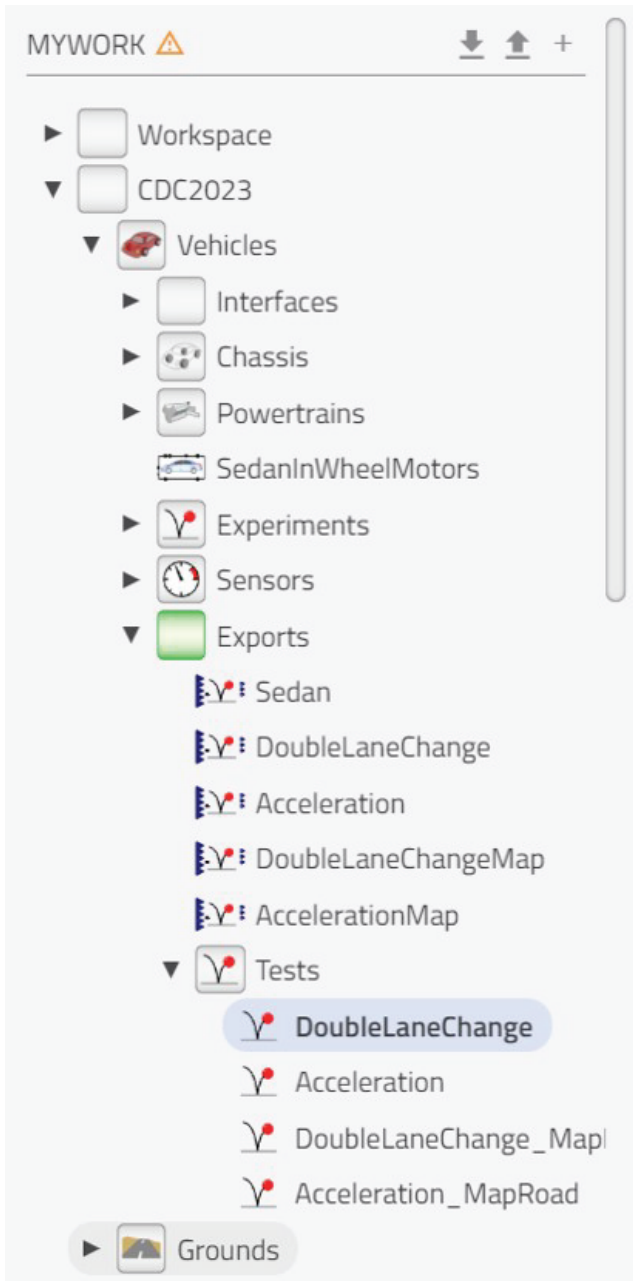 MYWORK
Workspace
CDC2023
Vehicles
Interfaces
Chassis
Powertrains
SedanInWheelMotors
Experiments
Sensors
Exports
Sedan
DoubleLaneChange
Acceleration
DoubleLaneChangeMap
AccelerationMap
Tests
DoubleLaneChange
Acceleration
DoubleLaneChange_Map
Acceleration_MapRoad
Grounds